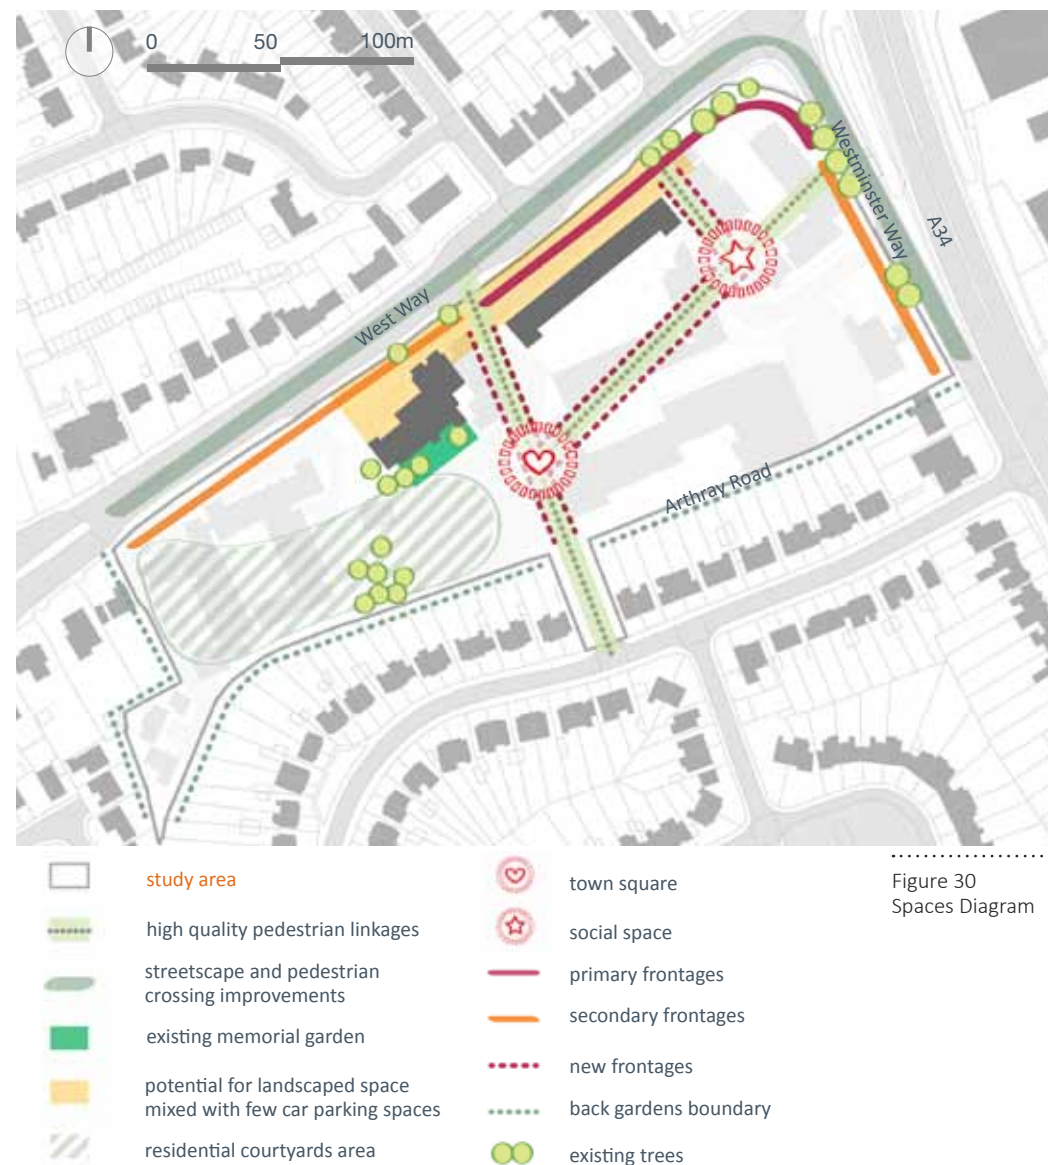 0 50 100m
West Way
Westminster Way
A34
Arthray Road
study area
high quality pedestrian linkages
streetscape and pedestrian
crossing improvements
existing memorial garden
potential for landscaped space
mixed with few car parking spaces
residential courtyards area
town square
social space
primary frontages
secondary frontages
new frontages
back gardens boundary
existing trees
Figure 30
Spaces Diagram